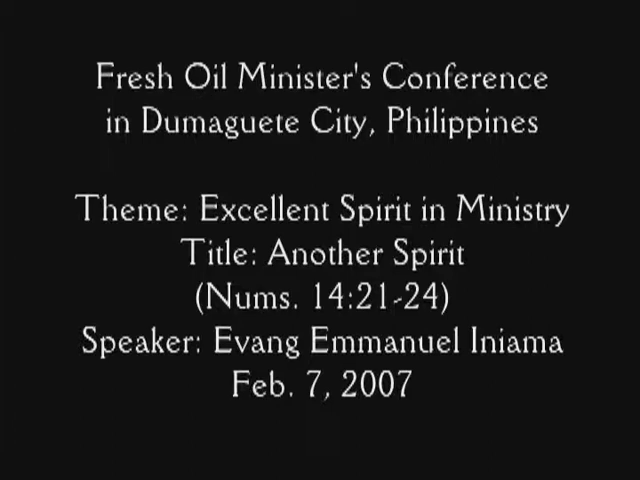 Fresh Oil Minister's Conference
in Dumaguete City, Philippines
Theme: Excellent Spirit in Ministry
Title: Another Spirit
(Nums. 14:21-24)
Speaker: Evang Emmanuel Iniama
Feb. 7, 2007